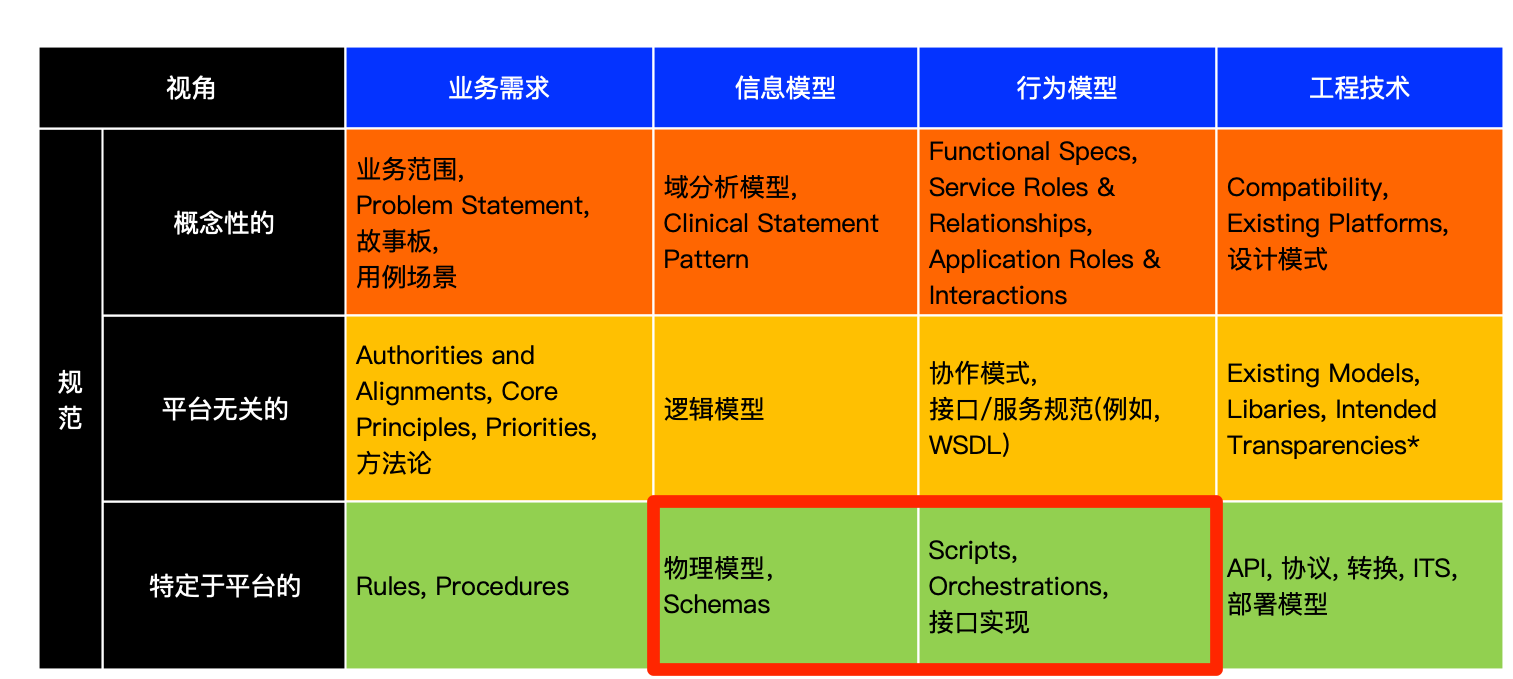 视角
业务需求
信息模型
行为模型
工程技术
规
范
概念性的
业务范围,
Problem Statement,
故事板,
用例场景
域分析模型,
Clinical Statement
Pattern
Functional Specs,
Service Roles &
Relationships,
Application Roles &
Interactions
Compatibility,
Existing Platforms,
设计模式
平台无关的
Authorities and
Alignments, Core
Principles, Priorities,
方法论
逻辑模型
协作模式,
接口/服务规范(例如,
WSDL)
Existing Models,
Libaries, Intended
Transparencies*
特定于平台的
Rules, Procedures
物理模型,
Schemas
Scripts,
Orchestrations,
接口实现
API, 协议, 转换, ITS,
部署模型